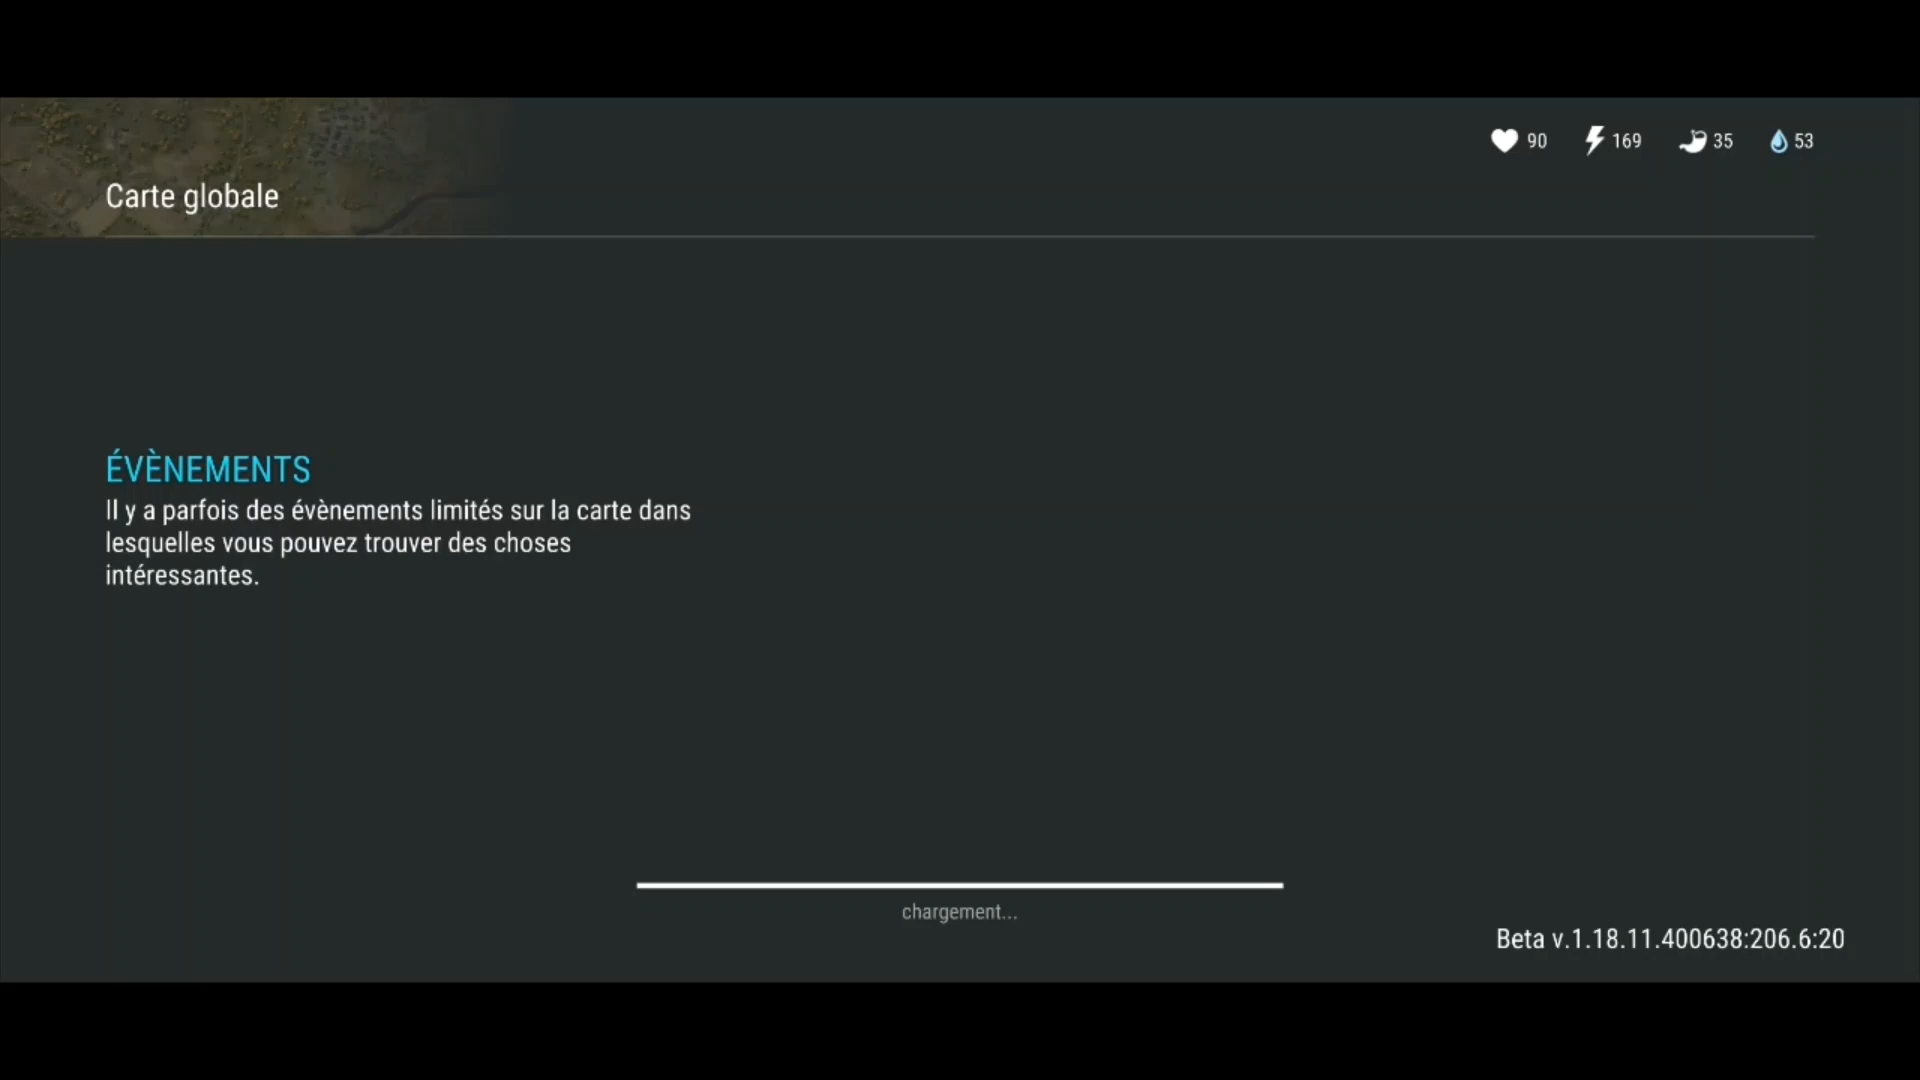 90 169 35 53
Carte globale
ÉVÈNEMENTS
Il y a parfois des évènements limités sur la carte dans
lesquelles vous pouvez trouver des choses
intéressantes.
chargement...
Beta v.1.18.11.400638:206.6:20